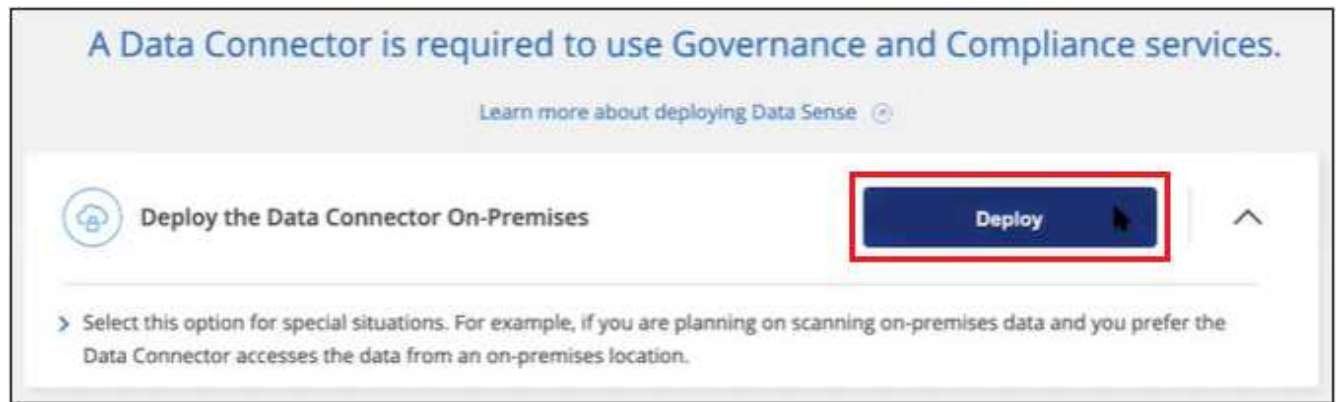 A Data Connector is required to use Governance and Compliance services.
Learn more about deploying Data Sense
Deploy the Data Connector On-Premises
Deploy
Select this option for special situations. For example, if you are planning on scanning on-premises data and you prefer the
Data Connector accesses the data from an on-premises location.